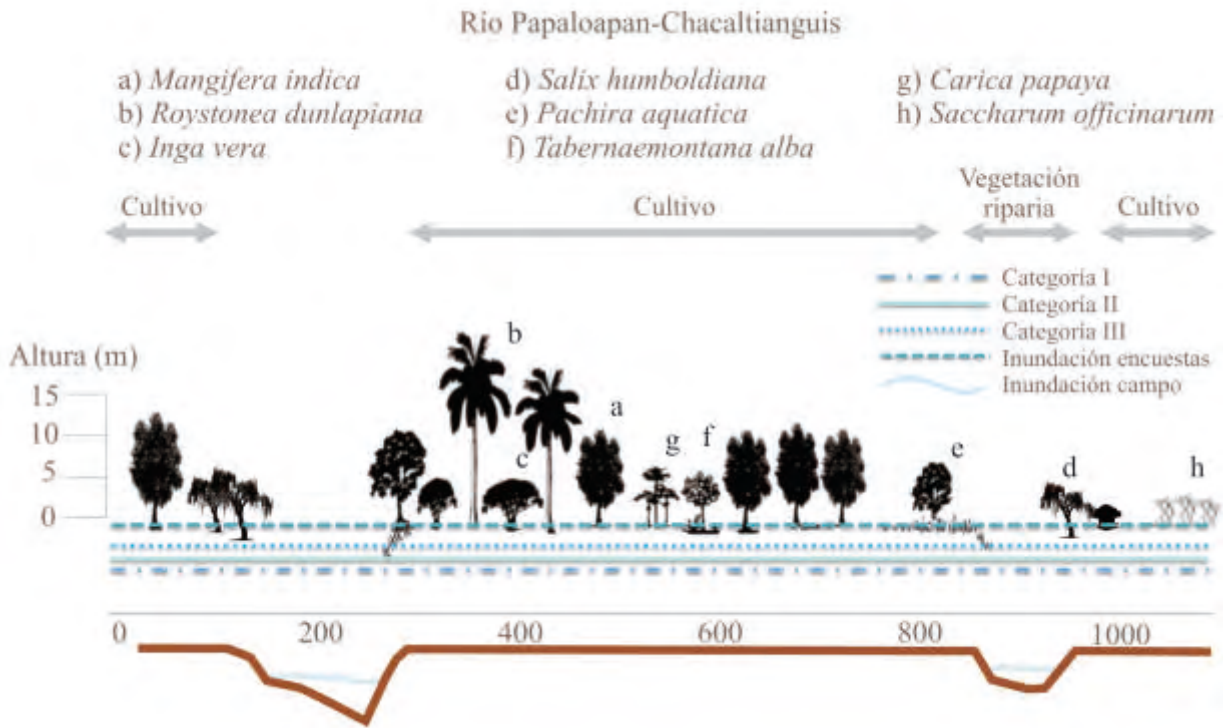 Rio Papaloapan-Chacaltianguis
a) Mangifera indica
b) Roystonea dunlapiana
c) Inga vera
d) Salix humboldiana
e) Pachira aquatica
f) Tabernaemontana alba
g) Carica papaya
h) Saccharum officinarum
Cultivo
Cultivo
Vegetación
riparia
Cultivo
Categoría I
Categoría II
Categoría III
Inundación encuestas
Inundación campo
Altura (m)
15
10
5
0
b
a
c
g
f
e
d
h
0 200 400 600 800 1000